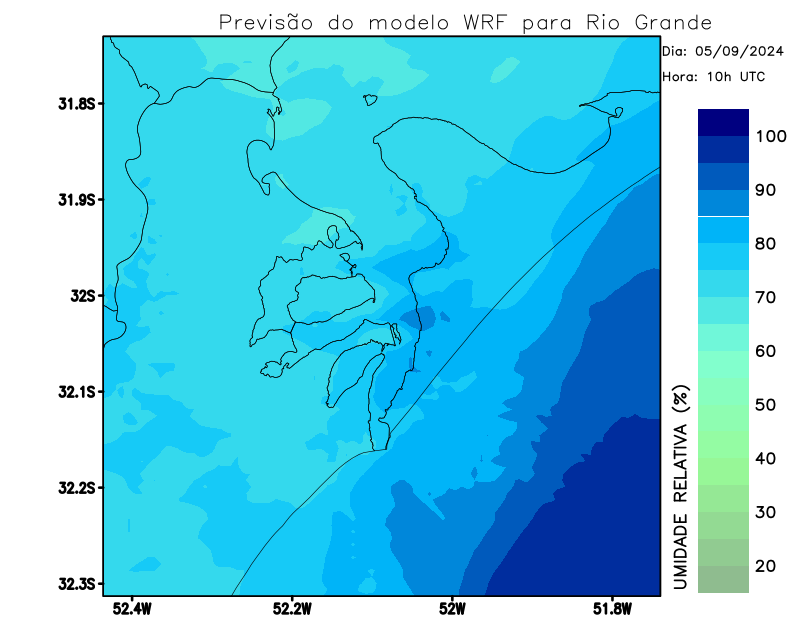 Previsão do modelo WRF para Rio Grande
Dia: 05/09/2024
Hora: 10h UTC
31.8S
31.9S
32S
32.1S
32.2S
32.3S
52.4W
52.2W
52W
51.8W
100
90
80
70
60
50
40
30
20
UMIDADE RELATIVA (%)